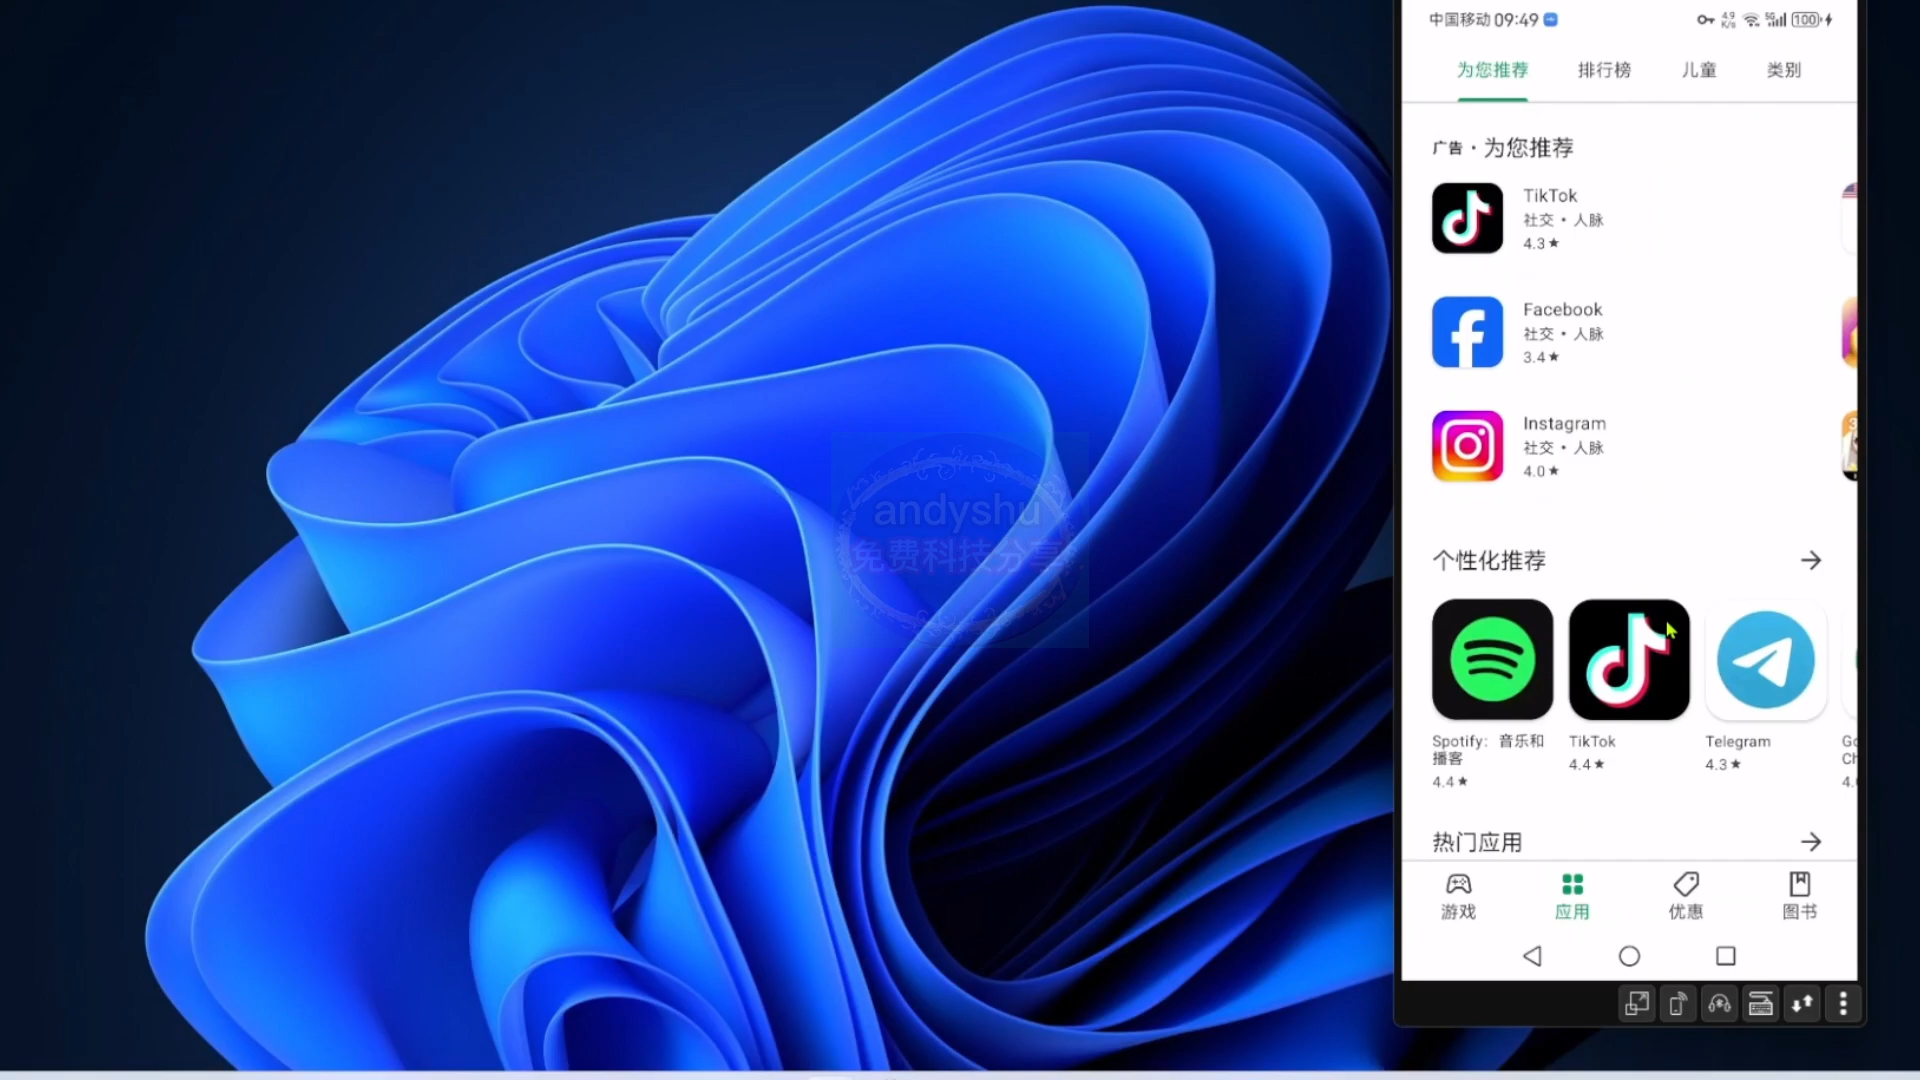 中国移动 09:49
4.9 K/s
5G
100
为您推荐 排行榜 儿童 类别
广告 · 为您推荐
TikTok
社交 • 人脉
4.3★
Facebook
社交 • 人脉
3.4★
Instagram
社交 • 人脉
4.0★
andyshu
免费科技分享
个性化推荐
Spotify：音乐和
播客
4.4★
TikTok
4.4★
Telegram
4.3★
热门应用
游戏 应用 优惠 图书